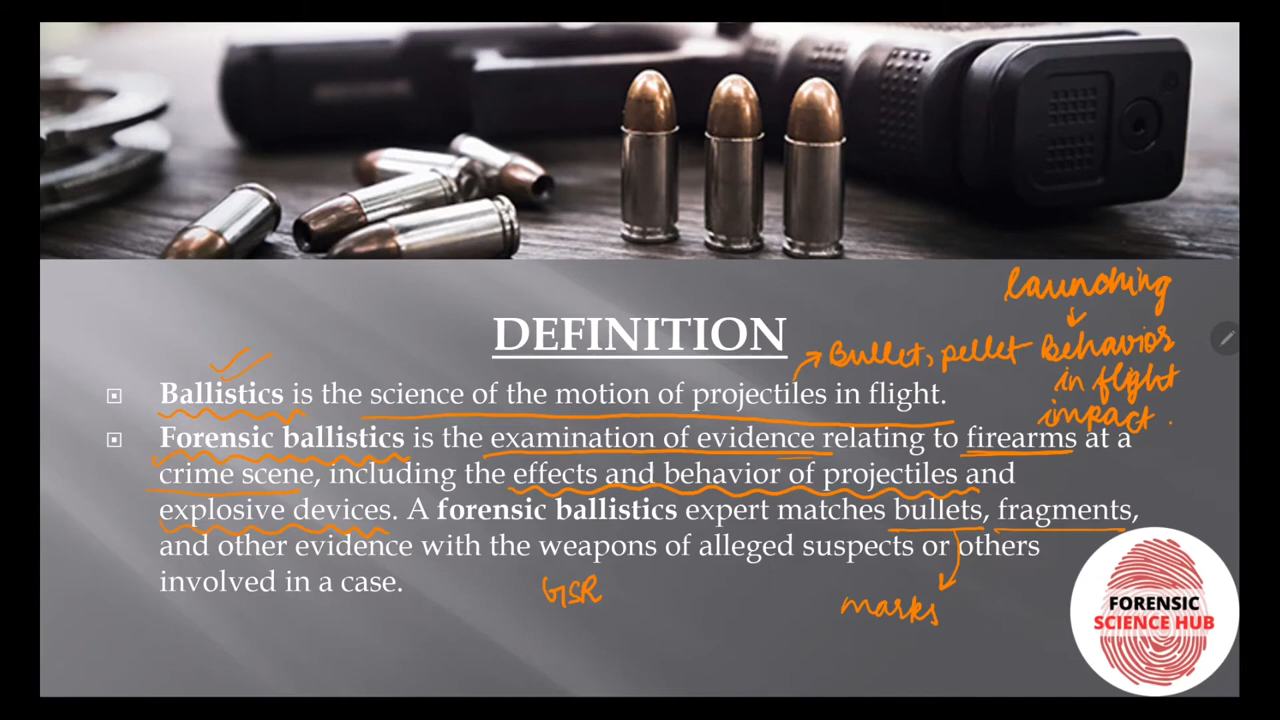 launching
DEFINITION
Bullet, pellet
Behavior
in flight
impact.
Ballistics is the science of the motion of projectiles in flight.
Forensic ballistics is the examination of evidence relating to firearms at a
crime scene, including the effects and behavior of projectiles and
explosive devices. A forensic ballistics expert matches bullets, fragments,
and other evidence with the weapons of alleged suspects or others
involved in a case.
GSR
marks
FORENSIC
SCIENCE HUB